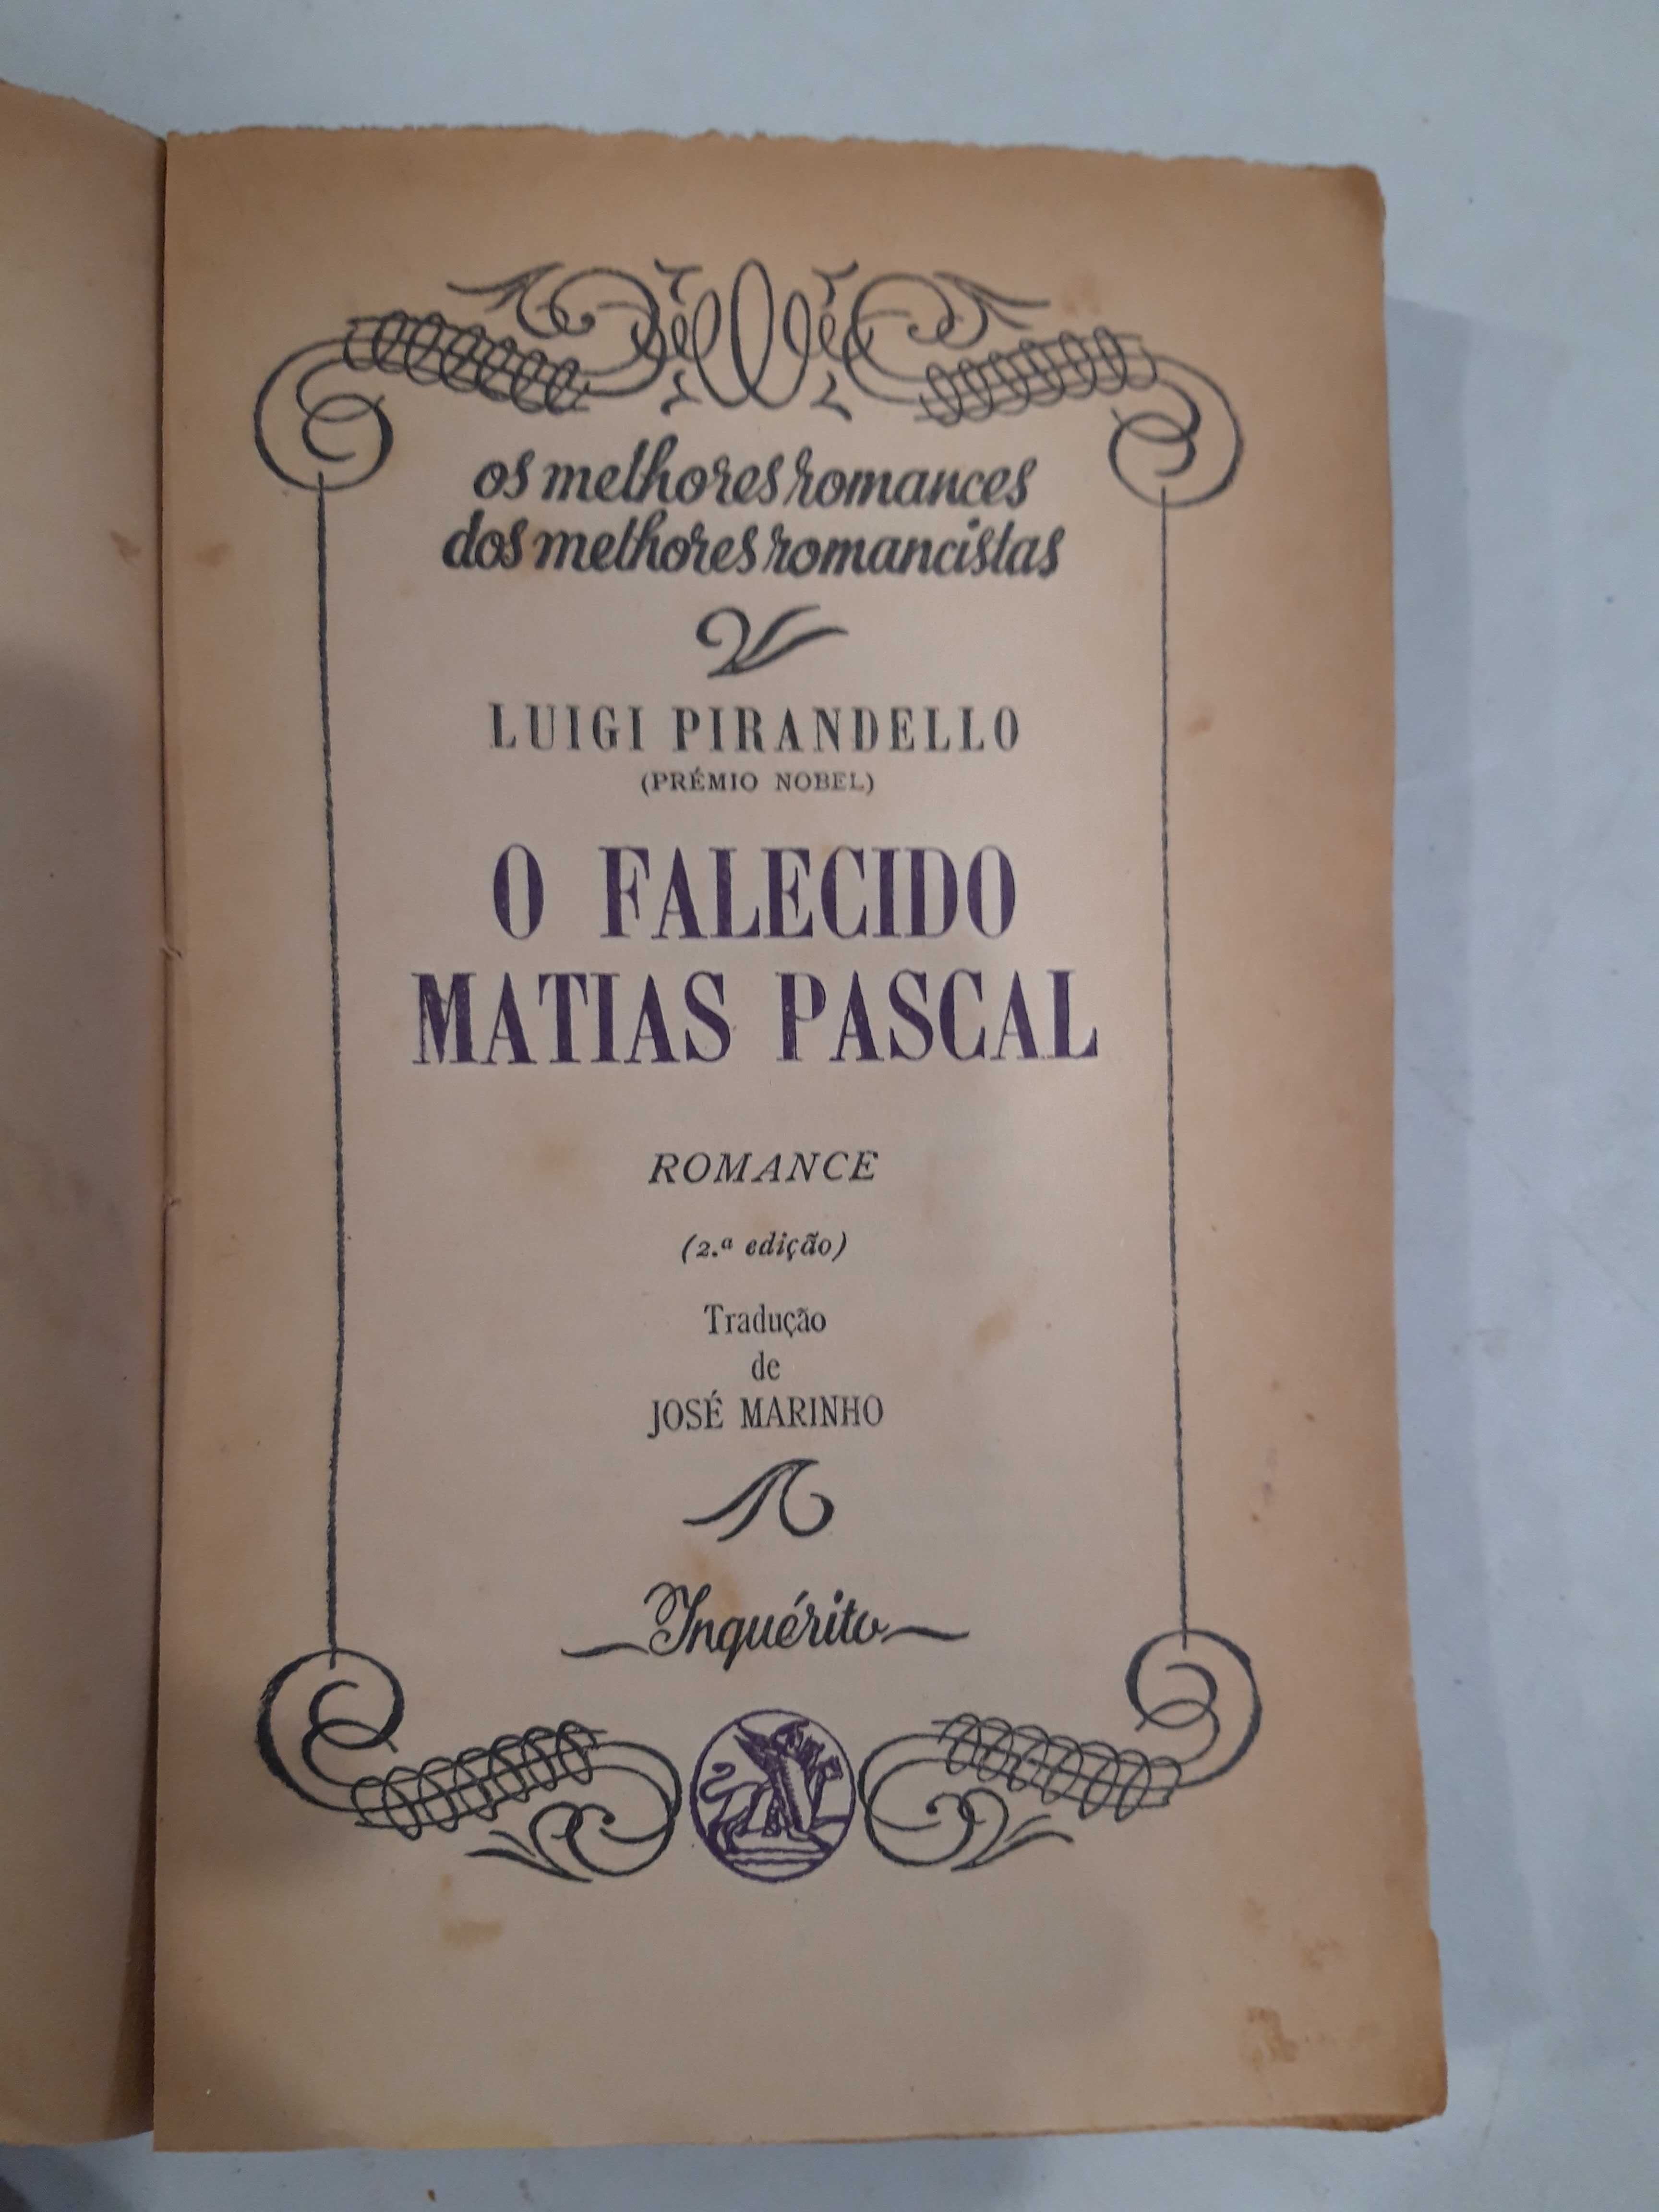 os melhores romances
dos melhores romancistas
LUIGI PIRANDELLO
(PRÉMIO NOBEL)
O FALECIDO
MATIAS PASCAL
ROMANCE
(2.ª edição)
Tradução
de
JOSÉ MARINHO
Inquérito